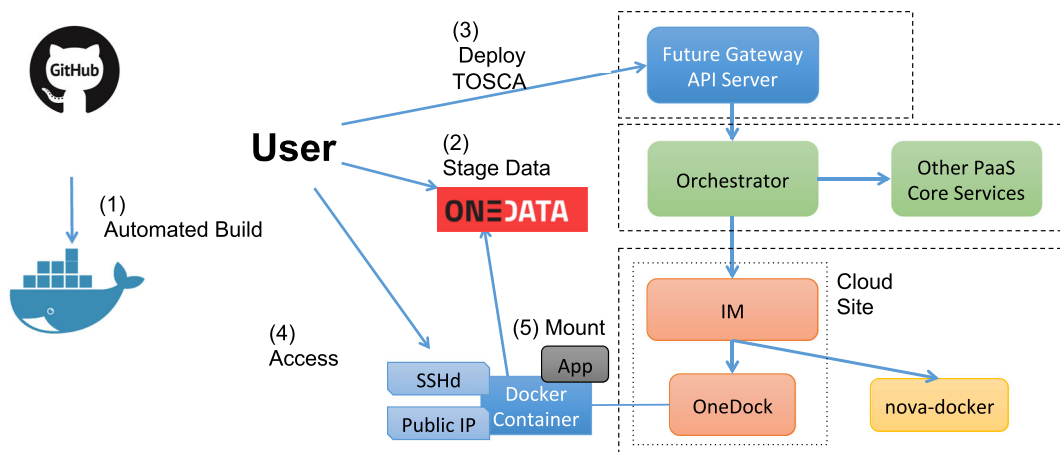 GitHub
(1)
Automated Build
User
(3)
Deploy
TOSCA
(2)
Stage Data
ONEDATA
(4)
Access
(5) Mount
App
SSHd
Public IP
Docker
Container
Future Gateway
API Server
Orchestrator
Other PaaS
Core Services
Cloud
Site
IM
OneDock
nova-docker